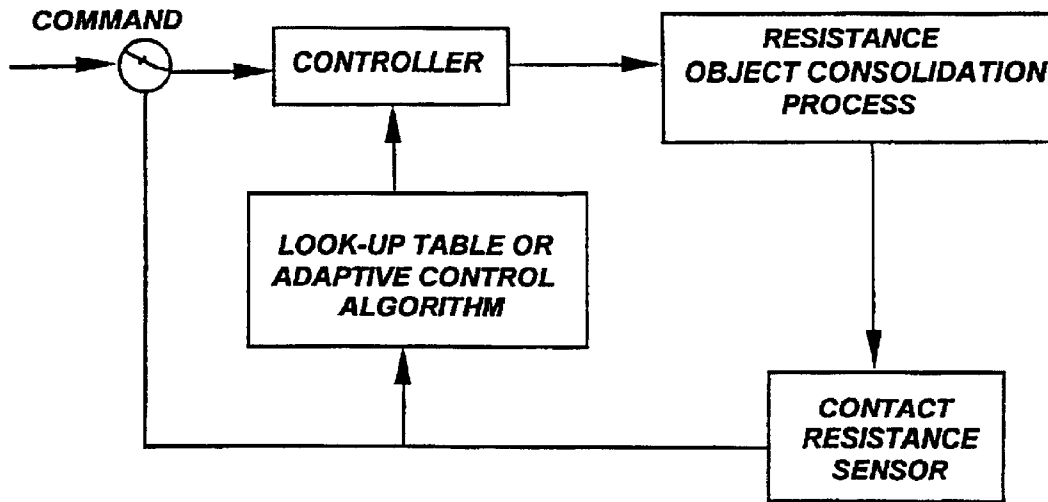 COMMAND
CONTROLLER
RESISTANCE
OBJECT CONSOLIDATION
PROCESS
LOOK-UP TABLE OR
ADAPTIVE CONTROL
ALGORITHM
CONTACT
RESISTANCE
SENSOR